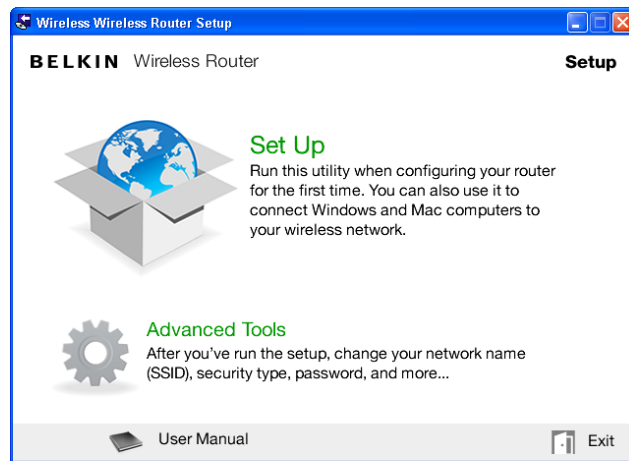 Wireless Wireless Router Setup
BELKIN Wireless Router
Setup
Set Up
Run this utility when configuring your router
for the first time. You can also use it to
connect Windows and Mac computers to
your wireless network.
Advanced Tools
After you've run the setup, change your network name
(SSID), security type, password, and more...
User Manual
Exit